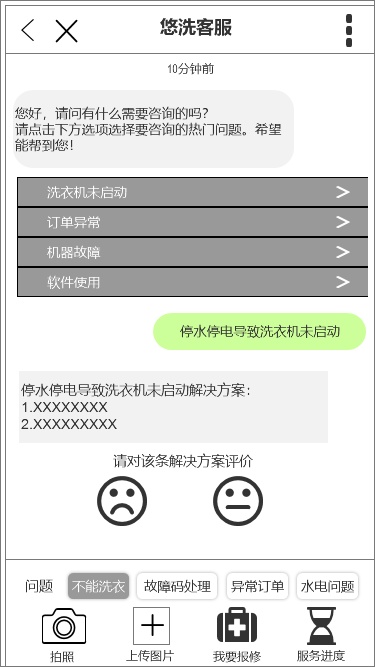 悠洗客服
10分钟前
您好，请问有什么需要咨询的吗？
请点击下方选项选择要咨询的热门问题。希望
能帮到您！
洗衣机未启动
订单异常
机器故障
软件使用
停水停电导致洗衣机未启动
停水停电导致洗衣机未启动解决方案：
1.XXXXXXXX
2.XXXXXXXXX
请对该条解决方案评价
问题 不能洗衣 故障码处理 异常订单 水电问题
拍照 上传图片 我要报修 服务进度